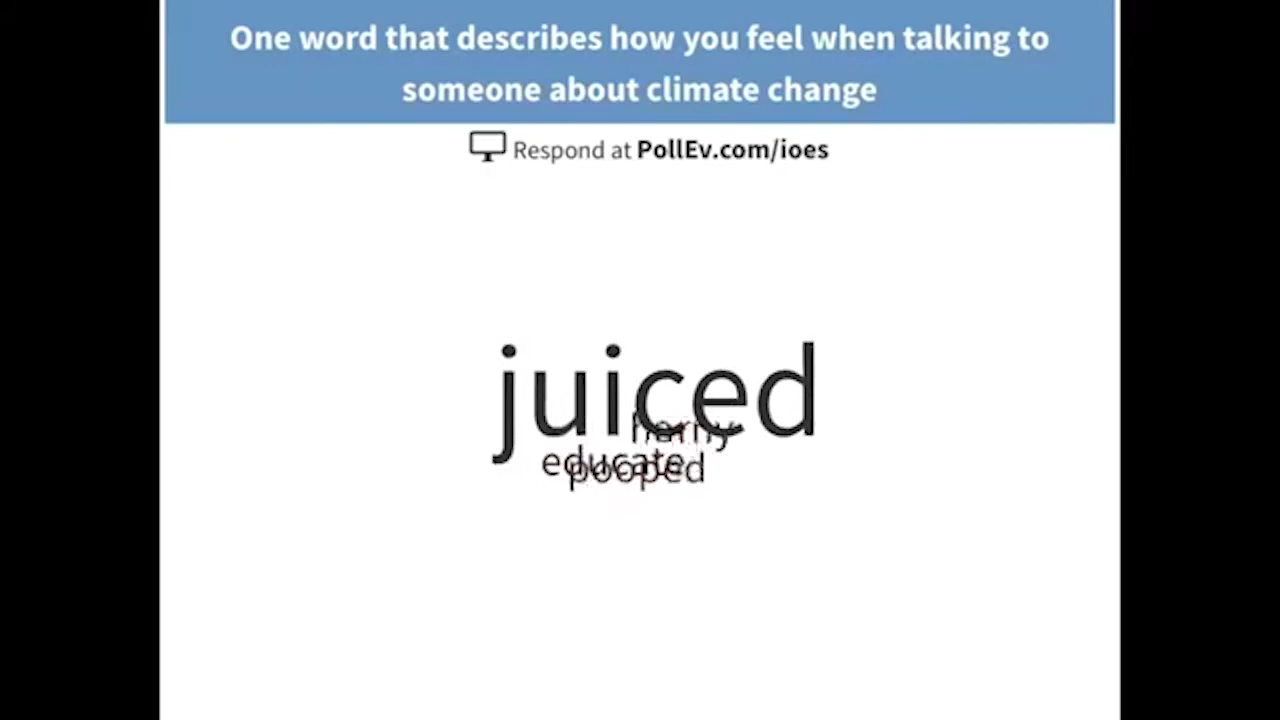 One word that describes how you feel when talking to
someone about climate change
Respond at PollEv.com/ioes
juiced
horny
educate
pooped